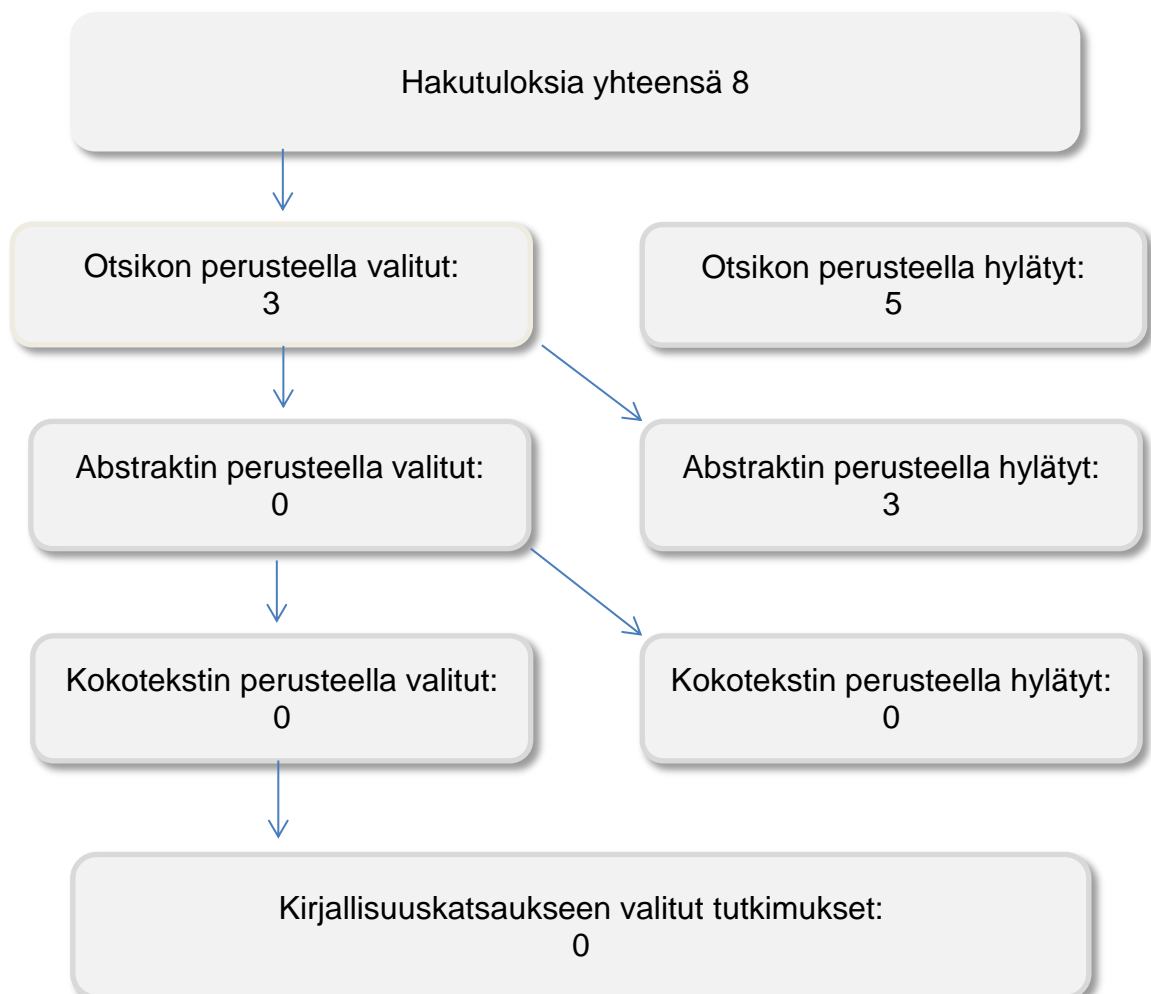 Hakutuloksia yhteensä 8
Otsikon perusteella valitut:
3
Otsikon perusteella hylätyt:
5
Abstraktin perusteella valitut:
0
Abstraktin perusteella hylätyt:
3
Kokotekstin perusteella valitut:
0
Kokotekstin perusteella hylätyt:
0
Kirjallisuuskatsaukseen valitut tutkimukset:
0